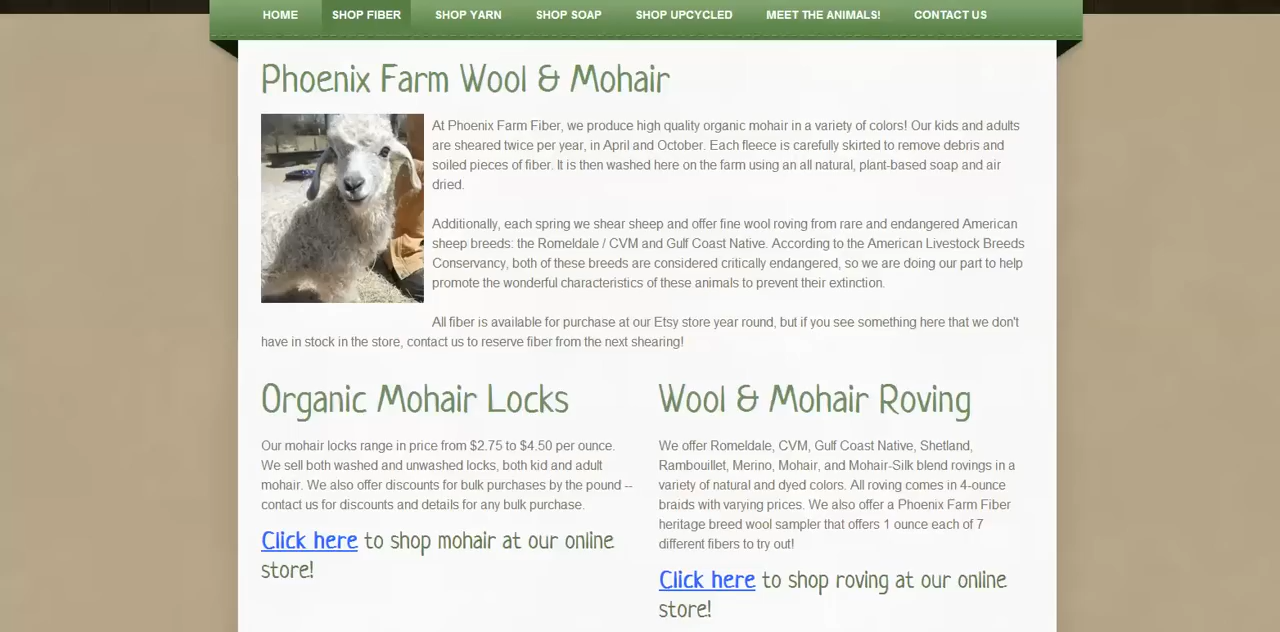 HOME SHOP FIBER SHOP YARN SHOP SOAP SHOP UPCYCLED MEET THE ANIMALS! CONTACT US
Phoenix Farm Wool & Mohair
At Phoenix Farm Fiber, we produce high quality organic mohair in a variety of colors! Our kids and adults
are sheared twice per year, in April and October. Each fleece is carefully skirted to remove debris and
soiled pieces of fiber. It is then washed here on the farm using an all natural, plant-based soap and air
dried.
Additionally, each spring we shear sheep and offer fine wool roving from rare and endangered American
sheep breeds: the Romeldale / CVM and Gulf Coast Native. According to the American Livestock Breeds
Conservancy, both of these breeds are considered critically endangered, so we are doing our part to help
promote the wonderful characteristics of these animals to prevent their extinction.
All fiber is available for purchase at our Etsy store year round, but if you see something here that we don't
have in stock in the store, contact us to reserve fiber from the next shearing!
Organic Mohair Locks
Our mohair locks range in price from $2.75 to $4.50 per ounce.
We sell both washed and unwashed locks, both kid and adult
mohair. We also offer discounts for bulk purchases by the pound --
contact us for discounts and details for any bulk purchase.
Click here to shop mohair at our online
store!
Wool & Mohair Roving
We offer Romeldale, CVM, Gulf Coast Native, Shetland,
Rambouillet, Merino, Mohair, and Mohair-Silk blend rovings in a
variety of natural and dyed colors. All roving comes in 4-ounce
braids with varying prices. We also offer a Phoenix Farm Fiber
heritage breed wool sampler that offers 1 ounce each of 7
different fibers to try out!
Click here to shop roving at our online
store!